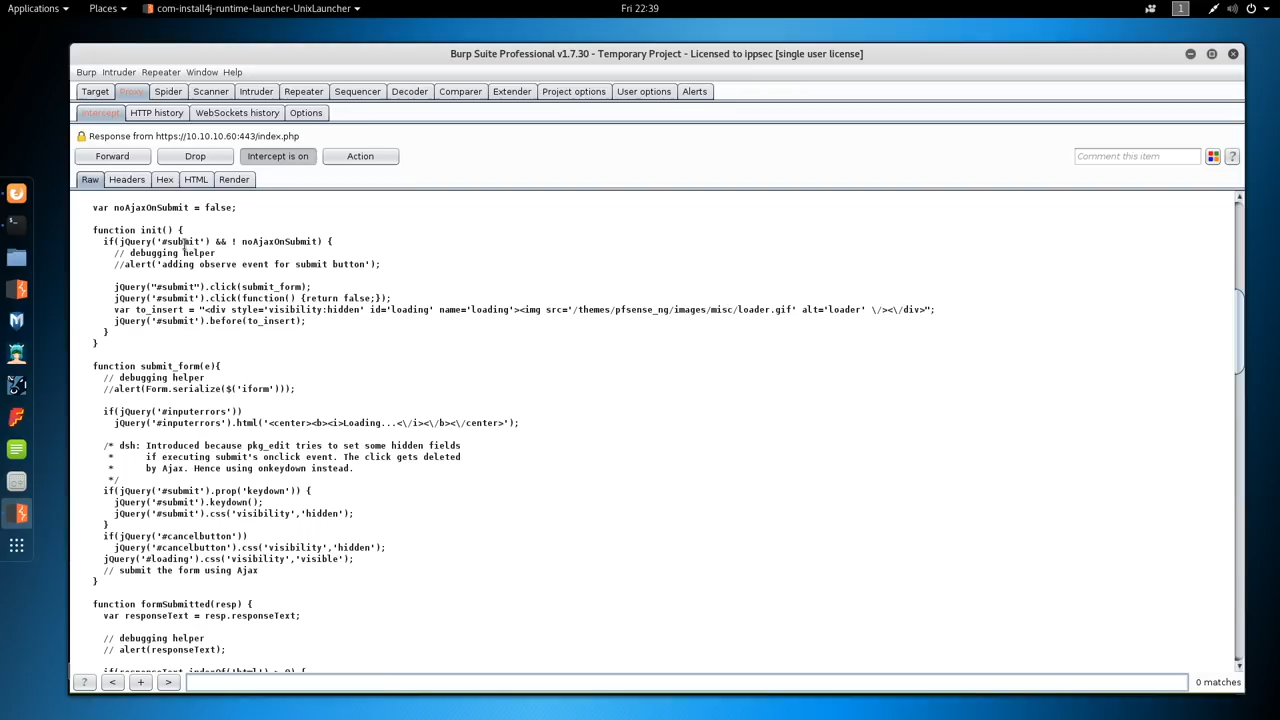 Applications
Places
com-install4j-runtime-launcher-UnixLauncher
Fri 22:39
1
Burp Suite Professional v1.7.30 - Temporary Project - Licensed to ippsec [single user license]
Burp Intruder Repeater Window Help
Target Proxy Spider Scanner Intruder Repeater Sequencer Decoder Comparer Extender Project options User options Alerts
Intercept HTTP history WebSockets history Options
Response from https://10.10.10.60:443/index.php
Forward Drop Intercept is on Action Comment this item ?
Raw Headers Hex HTML Render
var noAjaxOnSubmit = false;
function init() {
if(jQuery('#submit') && ! noAjaxOnSubmit) {
// debugging helper
//alert('adding observe event for submit button');
jQuery("#submit").click(submit_form);
jQuery('#submit').click(function() {return false;});
var to_insert = "<div style='visibility:hidden' id='loading' name='loading'><img src='/themes/pfsense_ng/images/misc/loader.gif' alt='loader' \/><\/div>";
jQuery('#submit').before(to_insert);
}
}
function submit_form(e){
// debugging helper
//alert(Form.serialize($('iform')));
if(jQuery('#inputerrors'))
jQuery('#inputerrors').html('<center><b><i>Loading...<\/i><\/b><\/center>');
/* dsh: Introduced because pkg_edit tries to set some hidden fields
* if executing submit's onclick event. The click gets deleted
* by Ajax. Hence using onkeydown instead.
*/
if(jQuery('#submit').prop('keydown')) {
jQuery('#submit').keydown();
jQuery('#submit').css('visibility','hidden');
}
if(jQuery('#cancelbutton'))
jQuery('#cancelbutton').css('visibility','hidden');
jQuery('#loading').css('visibility','visible');
// submit the form using Ajax
}
function formSubmitted(resp) {
var responseText = resp.responseText;
// debugging helper
// alert(responseText);
if(responseText.indexOf('html') > 0) {
? < + > 0 matches